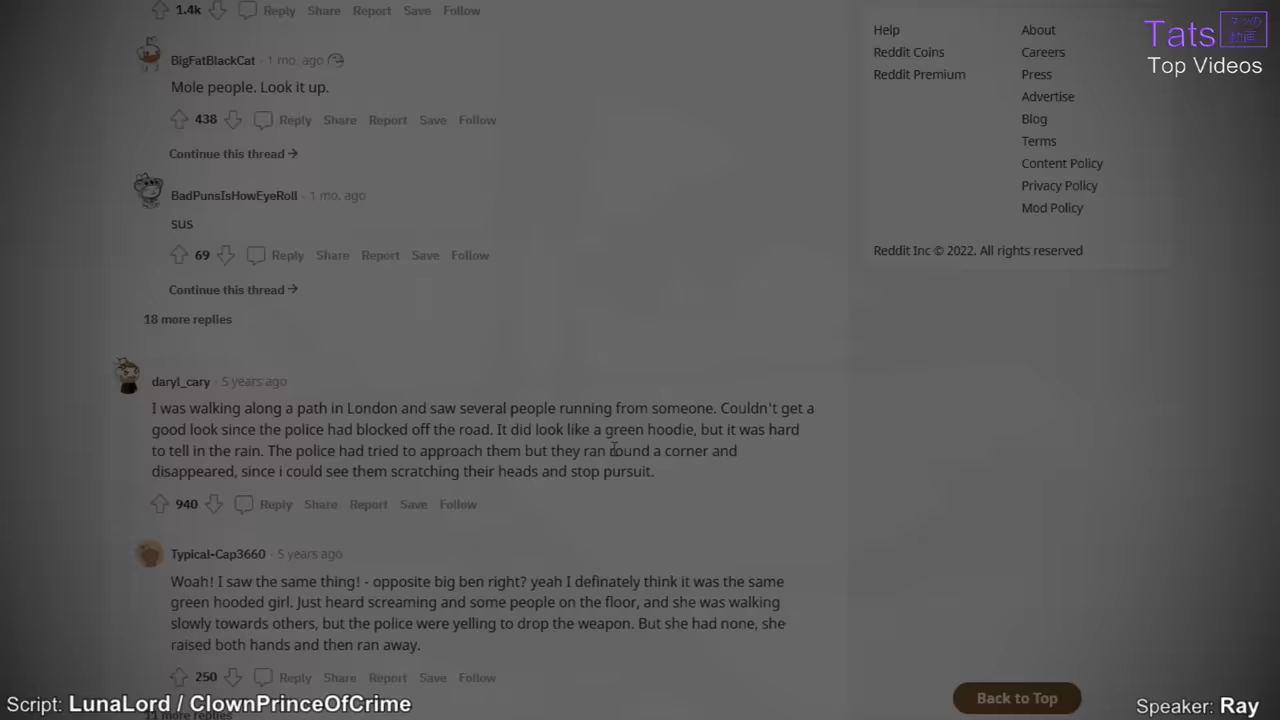 1.4k Reply Share Report Save Follow
BigFatBlackCat · 1 mo. ago
Mole people. Look it up.
438 Reply Share Report Save Follow
Continue this thread →
BadPunsIsHowEyeRoll · 1 mo. ago
sus
69 Reply Share Report Save Follow
Continue this thread →
18 more replies
daryl_cary · 5 years ago
I was walking along a path in London and saw several people running from someone. Couldn't get a
good look since the police had blocked off the road. It did look like a green hoodie, but it was hard
to tell in the rain. The police had tried to approach them but they ran round a corner and
disappeared, since i could see them scratching their heads and stop pursuit.
940 Reply Share Report Save Follow
Typical-Cap3660 · 5 years ago
Woah! I saw the same thing! - opposite big ben right? yeah I definately think it was the same
green hooded girl. Just heard screaming and some people on the floor, and she was walking
slowly towards others, but the police were yelling to drop the weapon. But she had none, she
raised both hands and then ran away.
250 Reply Share Report Save Follow
11 more replies
Help
Reddit Coins
Reddit Premium
About
Careers
Press
Advertise
Blog
Terms
Content Policy
Privacy Policy
Mod Policy
Reddit Inc © 2022. All rights reserved
Tats
動画
Top Videos
Back to Top
Script: LunaLord / ClownPrinceOfCrime
Speaker: Ray